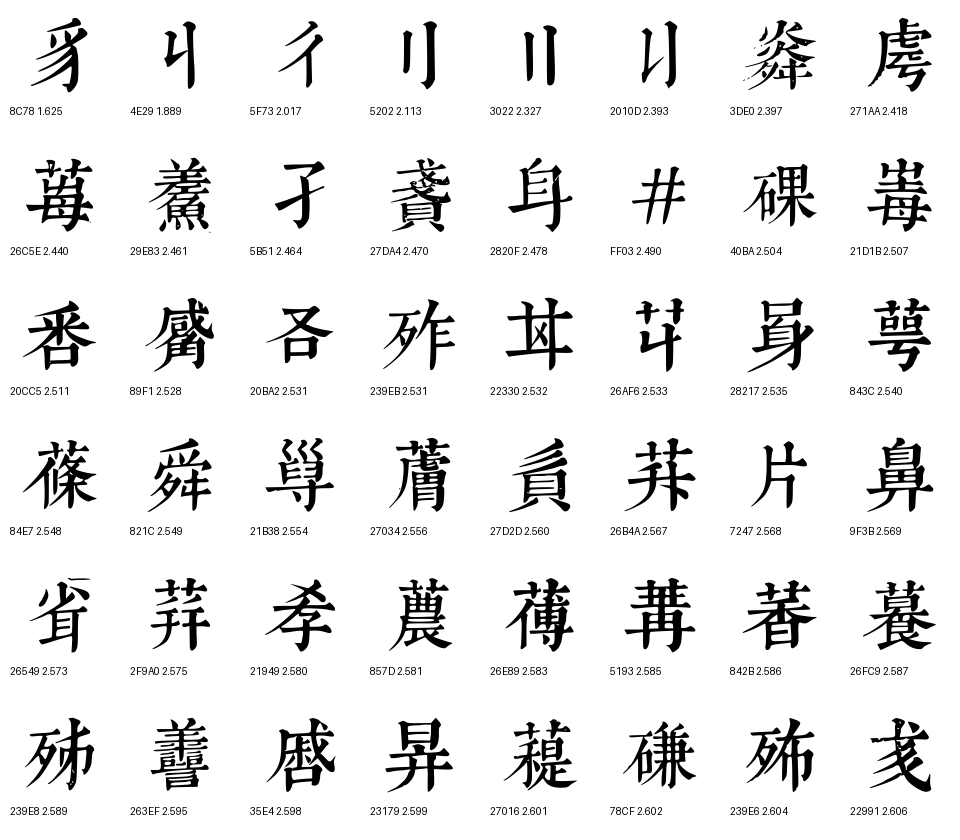 豸 丩 彳 刂 〢 𠄍 㷠 𧆪
8C78 1.625 4E29 1.889 5F73 2.017 5202 2.113 3022 2.327 2010D 2.393 3DE0 2.397 271AA 2.418
𦱞 𩺃 孑 𧶤 𨈏 ＃ 䂺 𡴛
26C5E 2.440 29E83 2.461 5B51 2.464 27DA4 2.470 2820F 2.478 FF03 2.490 40BA 2.504 21D1B 2.507
𠳅 觱 𠮢 𣧫 𢌰 𦫶 𨈗 萼
20CC5 2.511 89F1 2.528 20BA2 2.531 239EB 2.531 22330 2.532 26AF6 2.533 28217 2.535 843C 2.540
蓧 舜 𡬸 𧀴 𧴭 𦭊 片 鼻
84E7 2.548 821C 2.549 21B38 2.554 27034 2.556 27D2D 2.560 26B4A 2.567 7247 2.568 9F3B 2.569
𦕉 荓 𡥉 蕽 𦺉 冓 萫 𦿉
26549 2.573 2F9A0 2.575 21949 2.580 857D 2.581 26E89 2.583 5193 2.585 842B 2.586 26FC9 2.587
𣧨 𦏯 㗤 𣅹 𧀖 磏 𣧦 𢦑
239E8 2.589 263EF 2.595 35E4 2.598 23179 2.599 27016 2.601 78CF 2.602 239E6 2.604 22991 2.606